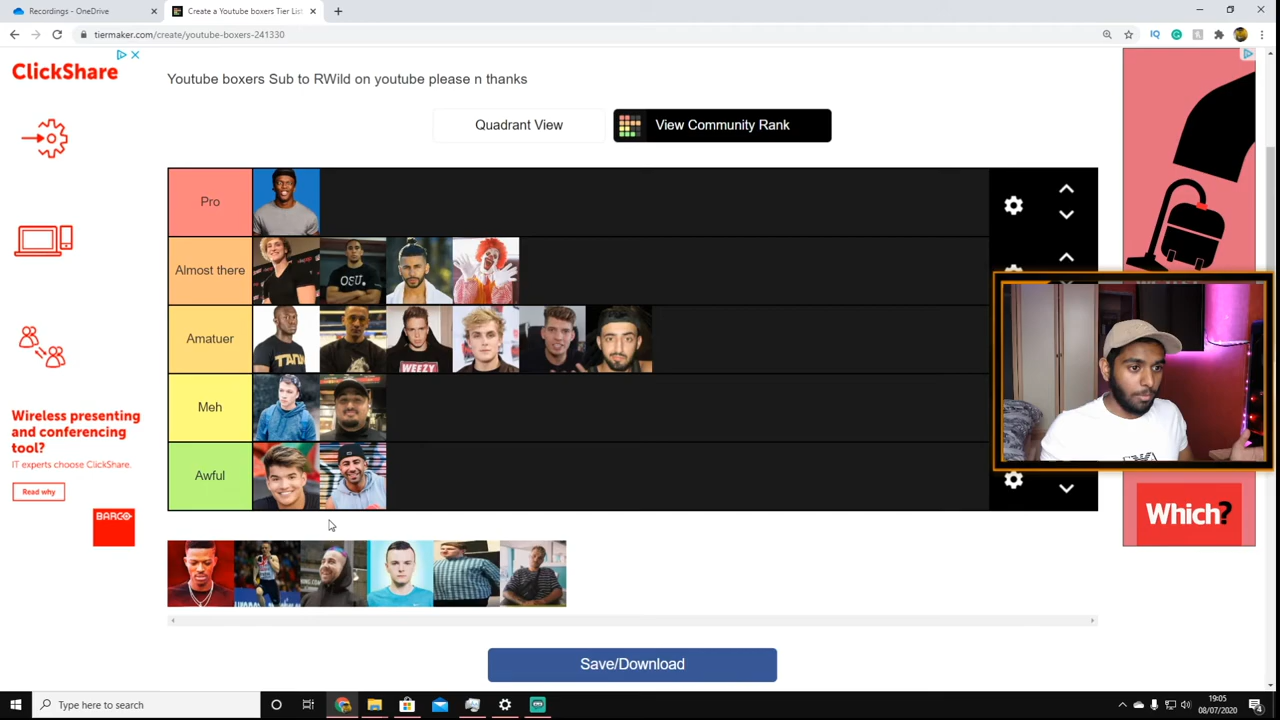 Recordings - OneDrive
Create a Youtube boxers Tier List
tiermaker.com/create/youtube-boxers-241330
ClickShare
Youtube boxers Sub to RWild on youtube please n thanks
Quadrant View
View Community Rank
Pro
Almost there
OSU.
Amatuer
TANK
WEEZY
Meh
Awful
Wireless presenting
and conferencing
tool?
IT experts choose ClickShare.
Read why
BARCO
Which?
Save/Download
Type here to search
19:05
08/07/2020
4